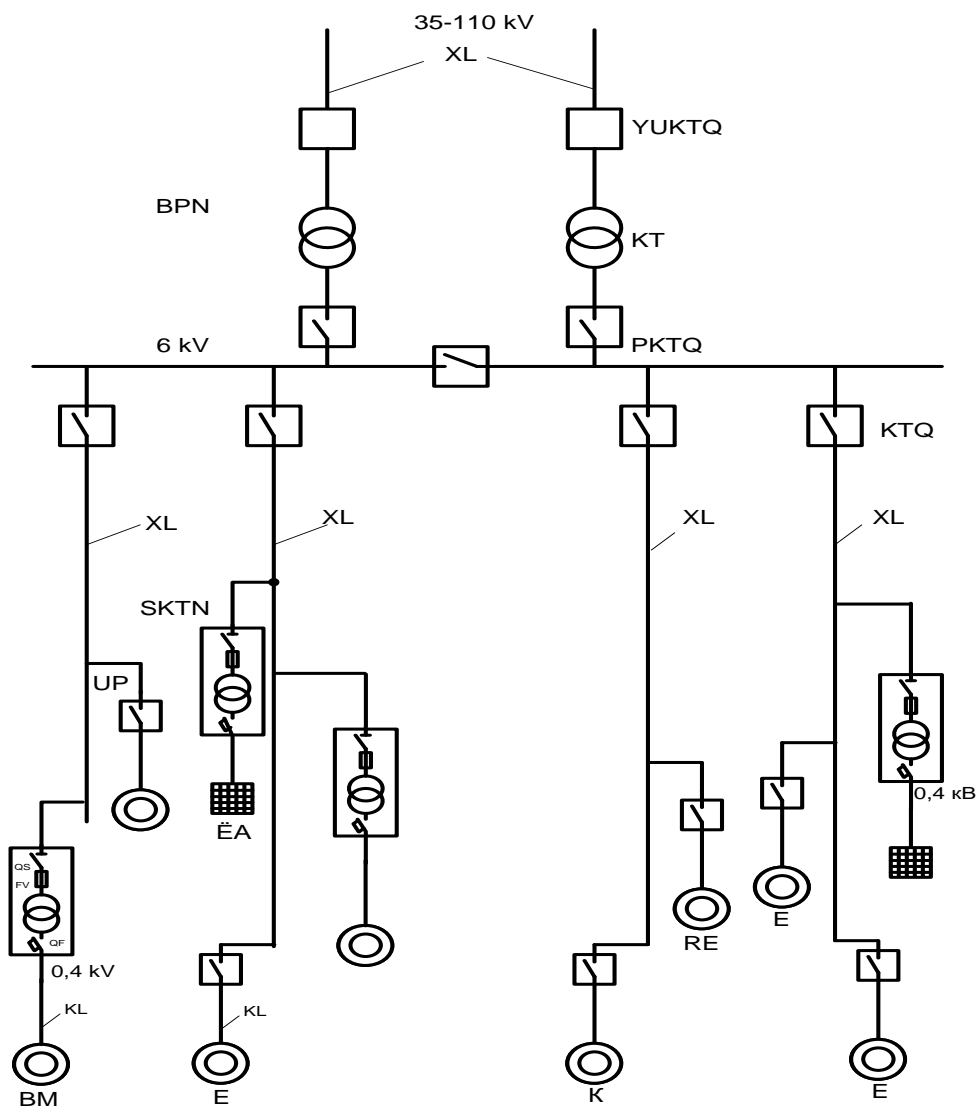 35-110 kV
XL
YUKTQ
BPN
KT
6 kV
PKTQ
KTQ
XL
XL
XL
XL
SKTN
UP
0,4 кВ
ЁА
QS
FV
QF
E
RE
0,4 kV
KL
KL
BM
E
К
E